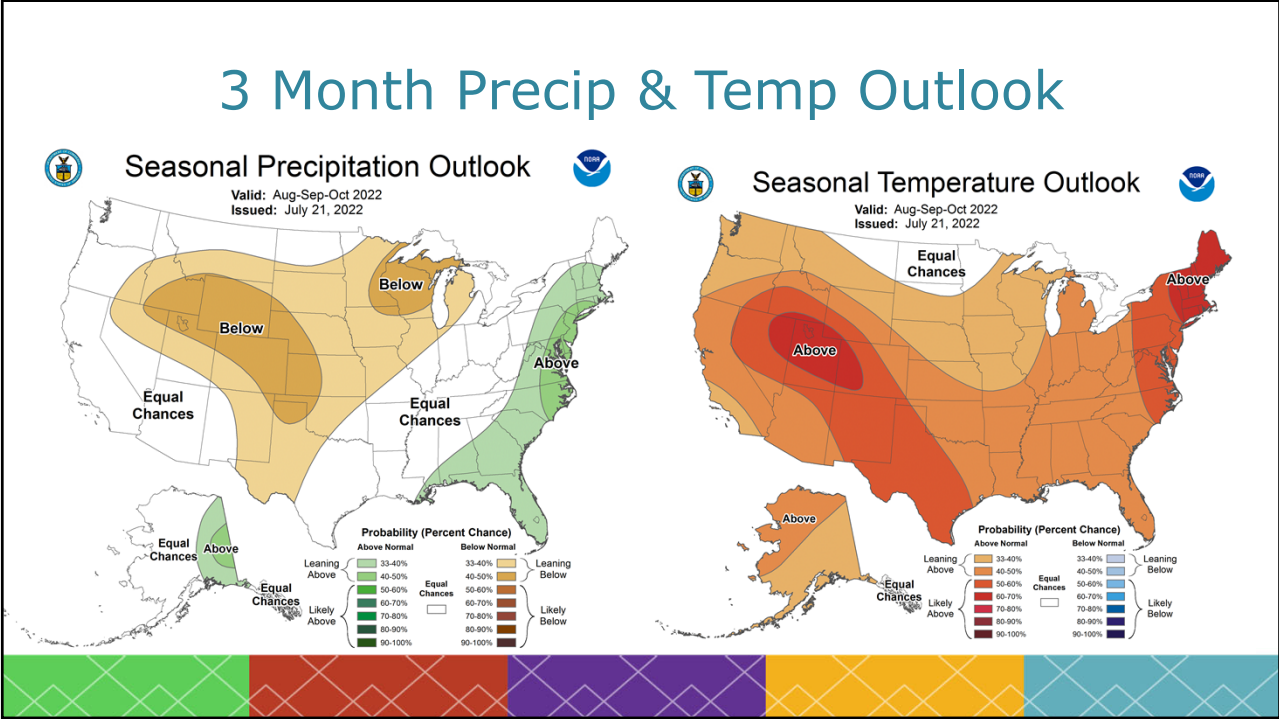 3 Month Precip & Temp Outlook
Seasonal Precipitation Outlook
Valid: Aug-Sep-Oct 2022
Issued: July 21, 2022
NOAA
Below
Below
Above
Equal
Chances
Equal
Chances
Equal
Chances
Above
Equal
Chances
Probability (Percent Chance)
Above Normal
Below Normal
Leaning
Above
33-40%
40-50%
50-60%
60-70%
70-80%
80-90%
90-100%
Likely
Above
Equal
Chances
33-40%
40-50%
50-60%
60-70%
70-80%
80-90%
90-100%
Leaning
Below
Likely
Below
Seasonal Temperature Outlook
Valid: Aug-Sep-Oct 2022
Issued: July 21, 2022
NOAA
Equal
Chances
Above
Above
Above
Equal
Chances
Probability (Percent Chance)
Above Normal
Below Normal
Leaning
Above
33-40%
40-50%
50-60%
60-70%
70-80%
80-90%
90-100%
Likely
Above
Equal
Chances
33-40%
40-50%
50-60%
60-70%
70-80%
80-90%
90-100%
Leaning
Below
Likely
Below